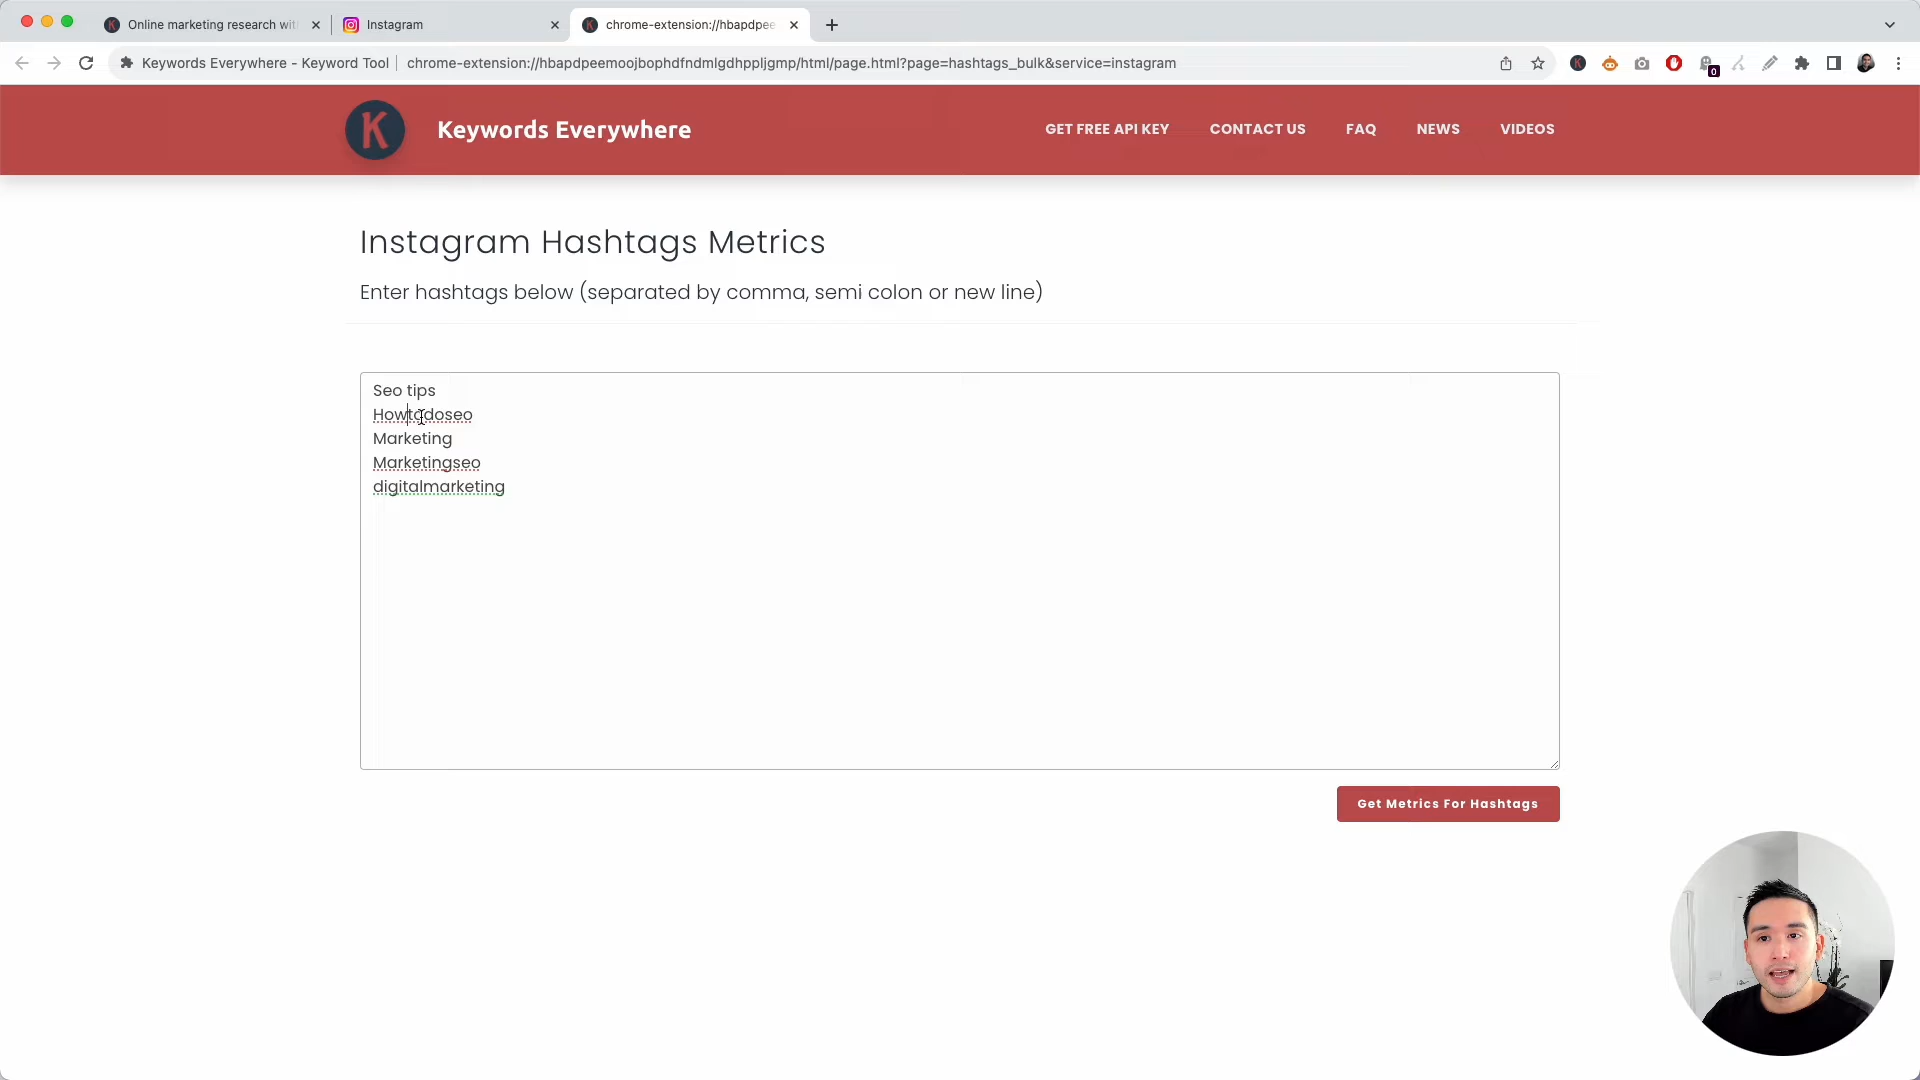 Online marketing research wit
Instagram
chrome-extension://hbapdpee
Keywords Everywhere - Keyword Tool
chrome-extension://hbapdpeemoojbophdfndmlgdhppljgmp/html/page.html?page=hashtags_bulk&service=instagram
0
K
Keywords Everywhere
GET FREE API KEY
CONTACT US
FAQ
NEWS
VIDEOS
Instagram Hashtags Metrics
Enter hashtags below (separated by comma, semi colon or new line)
Seo tips
Howtodoseo
Marketing
Marketingseo
digitalmarketing
Get Metrics For Hashtags